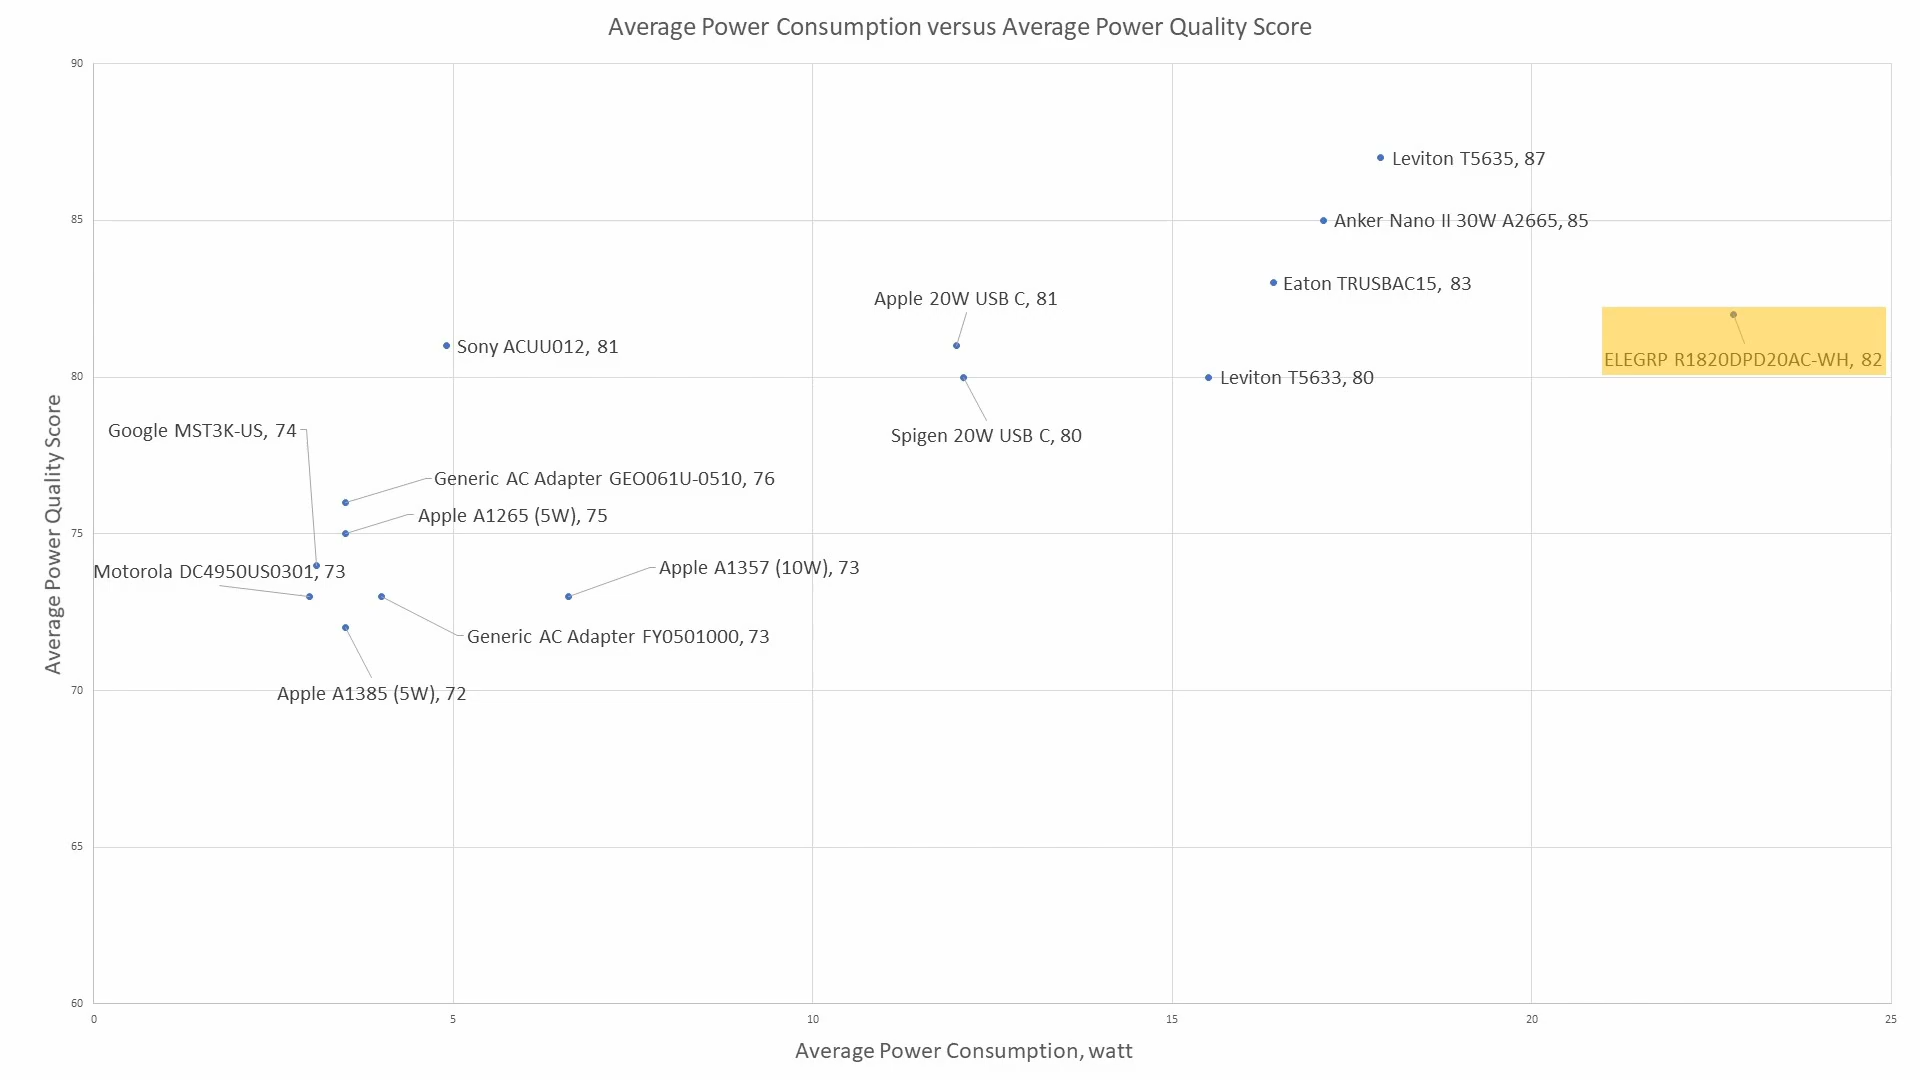 Average Power Consumption versus Average Power Quality Score
90
Leviton T5635, 87
85
Anker Nano II 30W A2665, 85
Eaton TRUSBAC15, 83
Apple 20W USB C, 81
Sony ACUU012, 81
ELEGRP R1820DPD20AC-WH, 82
80
Leviton T5633, 80
Google MST3K-US, 74
Spigen 20W USB C, 80
Generic AC Adapter GEO061U-0510, 76
Apple A1265 (5W), 75
75
Motorola DC4950US0301, 73
Apple A1357 (10W), 73
Generic AC Adapter FY0501000, 73
70
Apple A1385 (5W), 72
65
60
Average Power Quality Score
0 5 10 15 20 25
Average Power Consumption, watt